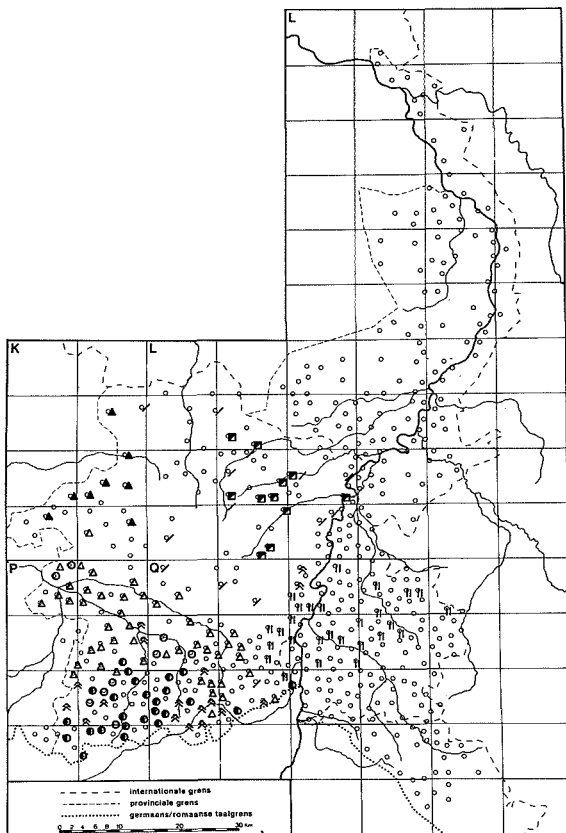 L
K L
P Q
internationale grens
provinciale grens
germaans/romaanse taalgrens
0 2 4 6 8 10 20 30 Km